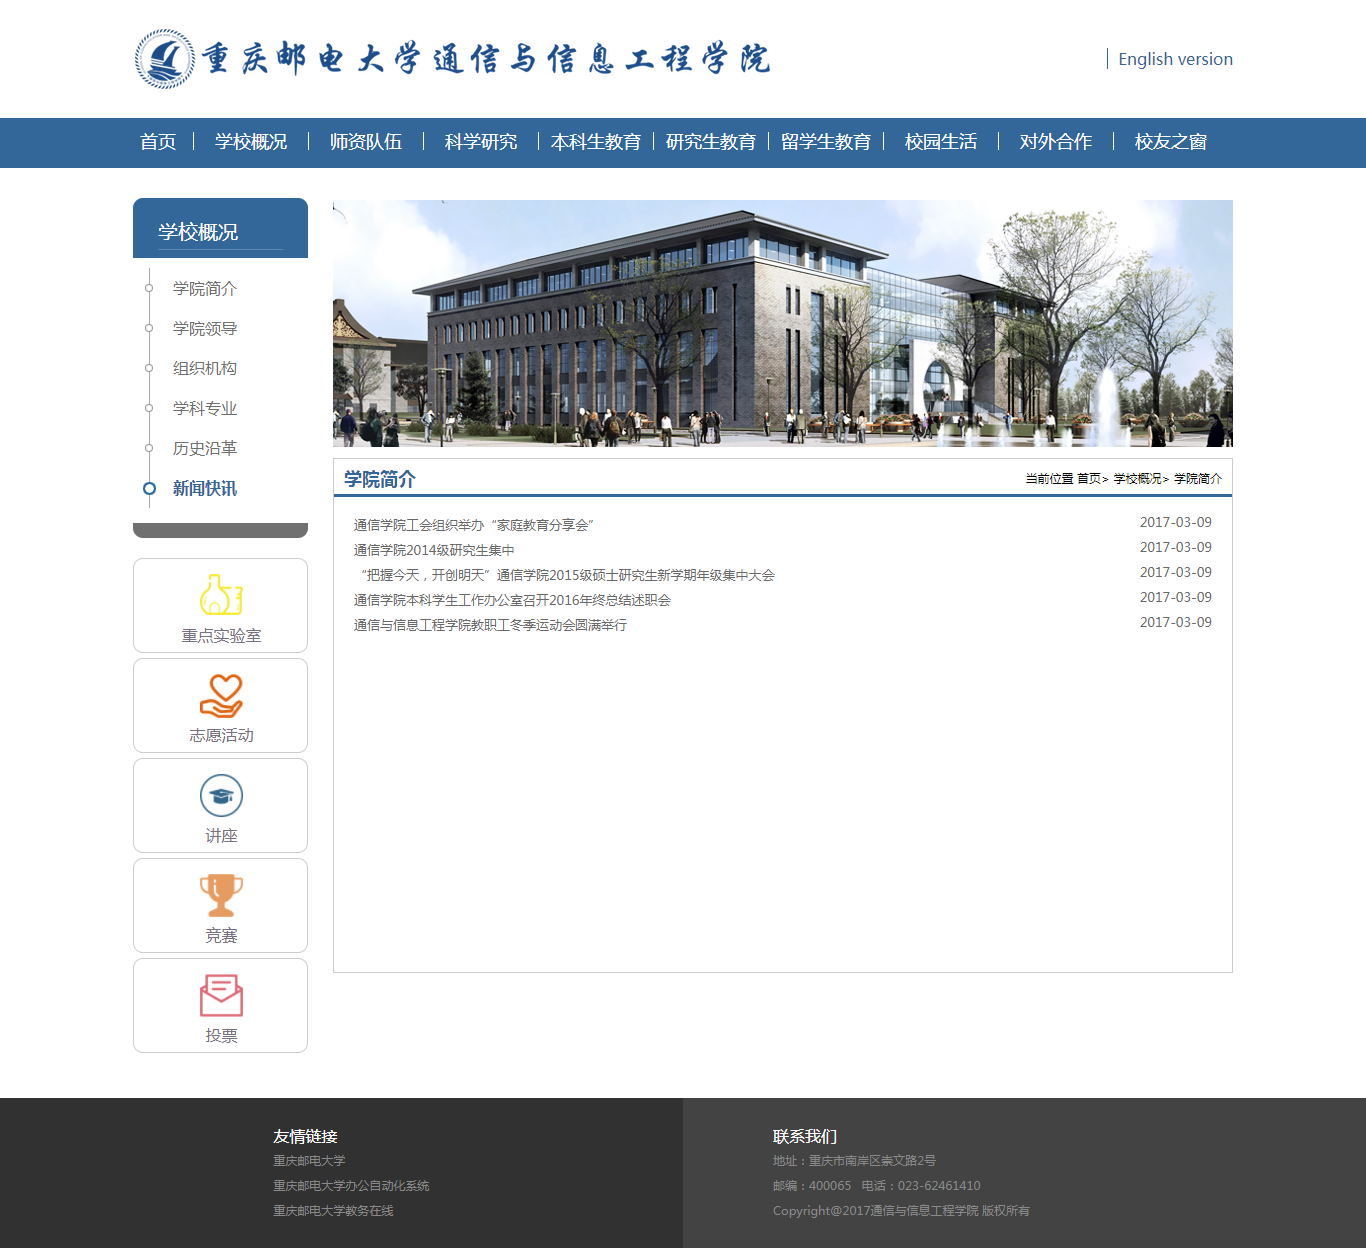 重庆邮电大学通信与信息工程学院
English version
首页 学校概况 师资队伍 科学研究 本科生教育 研究生教育 留学生教育 校园生活 对外合作 校友之窗
学校概况
学院简介
学院领导
组织机构
学科专业
历史沿革
新闻快讯
重点实验室
志愿活动
讲座
竞赛
投票
学院简介 当前位置 首页> 学校概况> 学院简介
通信学院工会组织举办“家庭教育分享会” 2017-03-09
通信学院2014级研究生集中 2017-03-09
“把握今天，开创明天”通信学院2015级硕士研究生新学期年级集中大会 2017-03-09
通信学院本科学生工作办公室召开2016年终总结述职会 2017-03-09
通信与信息工程学院教职工冬季运动会圆满举行 2017-03-09
友情链接
重庆邮电大学
重庆邮电大学办公自动化系统
重庆邮电大学教务在线
联系我们
地址：重庆市南岸区崇文路2号
邮编：400065 电话：023-62461410
Copyright@2017通信与信息工程学院 版权所有